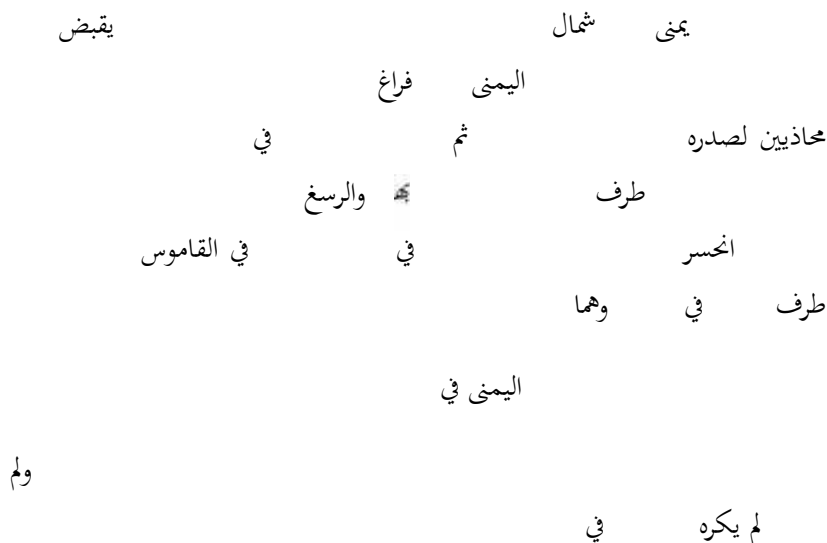 يمنى شمال يقبض
اليمنى فراغ
محاذيين لصدره ثم في
طرف والرسغ
انحسر في في القاموس
طرف في وهما
اليمنى في
ولم
لم يكره في